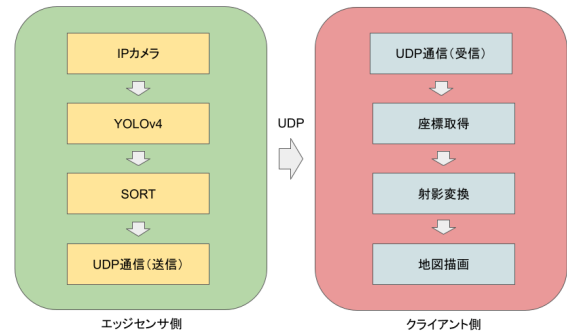 IPカメラ
YOLOv4
SORT
UDP通信（送信）
エッジセンサ側
UDP
UDP通信（受信）
座標取得
射影変換
地図描画
クライアント側